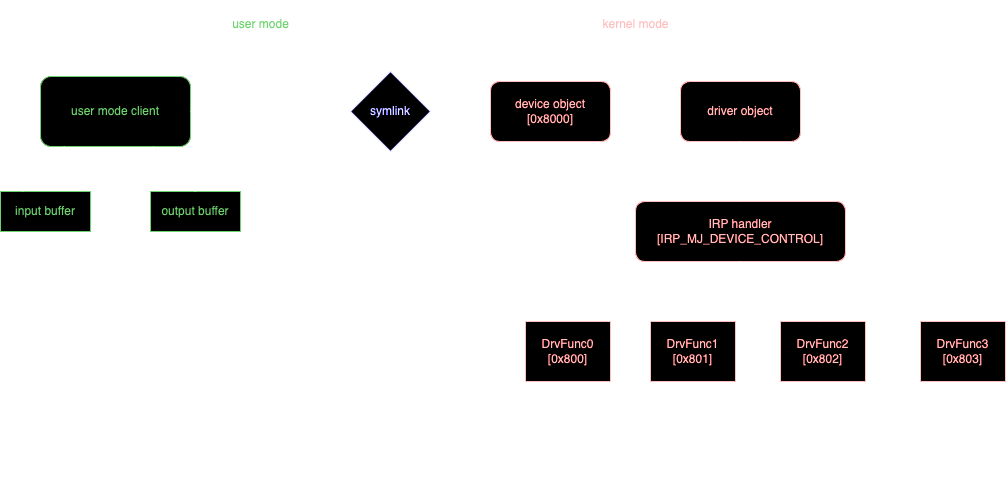 user mode
kernel mode
user mode client
symlink
device object
[0x8000]
driver object
input buffer
output buffer
IRP handler
[IRP_MJ_DEVICE_CONTROL]
DrvFunc0
[0x800]
DrvFunc1
[0x801]
DrvFunc2
[0x802]
DrvFunc3
[0x803]